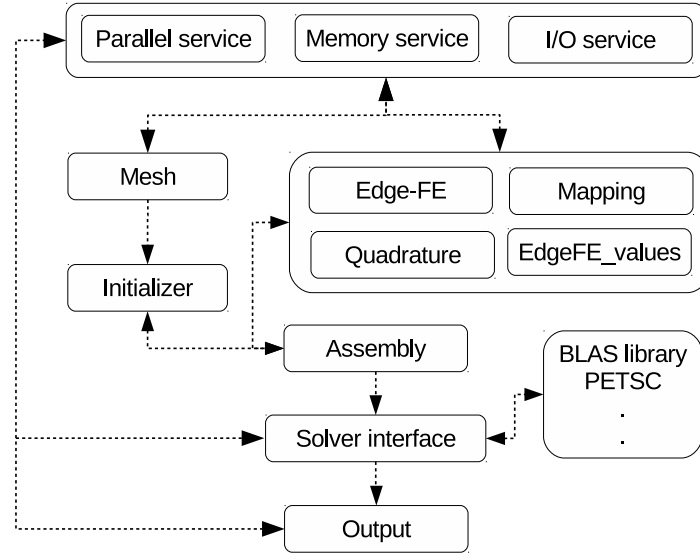 Parallel service
Memory service
I/O service
Mesh
Edge-FE
Mapping
Quadrature
EdgeFE_values
Initializer
Assembly
BLAS library
PETSC
.
.
Solver interface
Output